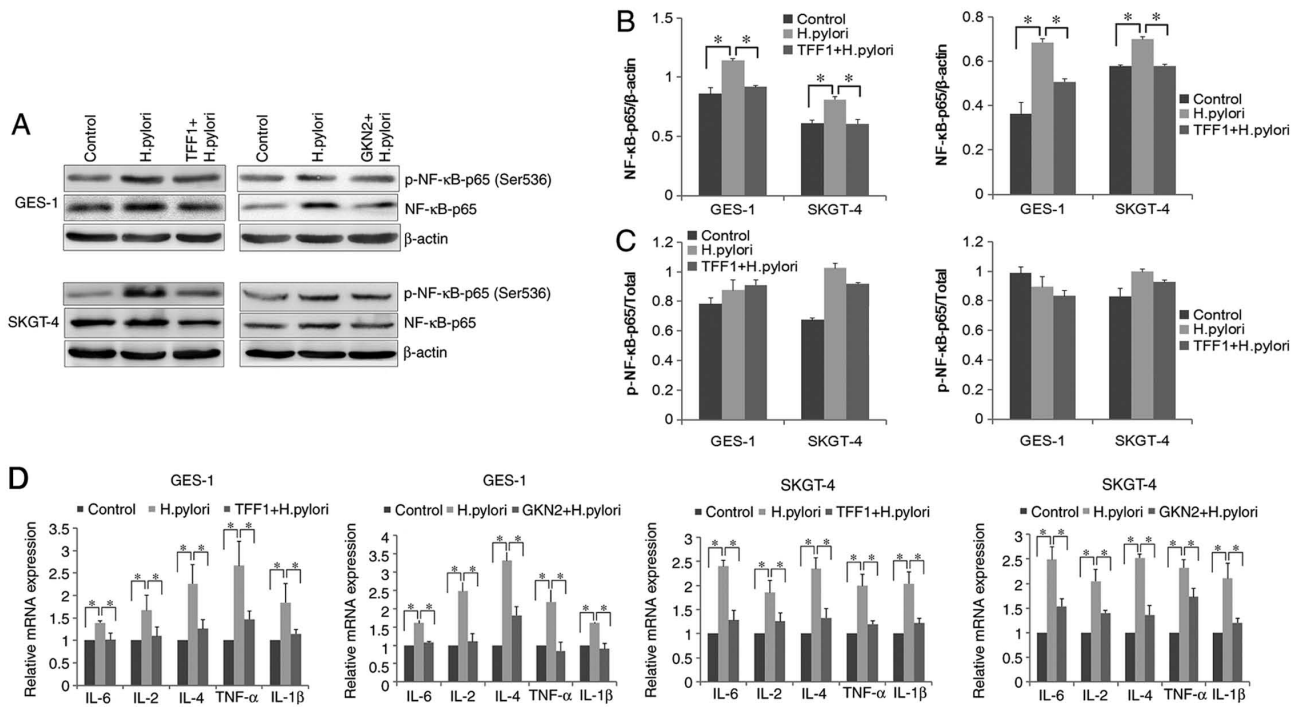 A
Control
H.pylori
TFF1+
H.pylori
Control
H.pylori
GKN2+
H.pylori
GES-1
p-NF-κB-p65 (Ser536)
NF-κB-p65
β-actin
SKGT-4
p-NF-κB-p65 (Ser536)
NF-κB-p65
β-actin
B
NF-κB-p65/β-actin
1.5
1
0.5
0
Control
H.pylori
TFF1+H.pylori
* * * *
GES-1 SKGT-4
NF-κB-p65/β-actin
0.8
0.6
0.4
0.2
0
* * * *
Control
H.pylori
TFF1+H.pylori
GES-1 SKGT-4
C
p-NF-κB-p65/Total
1.2
1
0.8
0.6
0.4
0.2
0
Control
H.pylori
TFF1+H.pylori
GES-1 SKGT-4
p-NF-κB-p65/Total
1.2
1
0.8
0.6
0.4
0.2
0
Control
H.pylori
TFF1+H.pylori
GES-1 SKGT-4
D
GES-1
Control H.pylori TFF1+H.pylori
Relative mRNA expression
3.5
3
2.5
2
1.5
1
0.5
0
* * * * * * * * * *
IL-6 IL-2 IL-4 TNF-α IL-1β
GES-1
Control H.pylori GKN2+H.pylori
Relative mRNA expression
4
3.5
3
2.5
2
1.5
1
0.5
0
* * * * * * * * * *
IL-6 IL-2 IL-4 TNF-α IL-1β
SKGT-4
Control H.pylori TFF1+H.pylori
Relative mRNA expression
3
2.5
2
1.5
1
0.5
0
* * * * * * * * * *
IL-6 IL-2 IL-4 TNF-α IL-1β
SKGT-4
Control H.pylori GKN2+H.pylori
Relative mRNA expression
3
2.5
2
1.5
1
0.5
0
* * * * * * * * * *
IL-6 IL-2 IL-4 TNF-α IL-1β